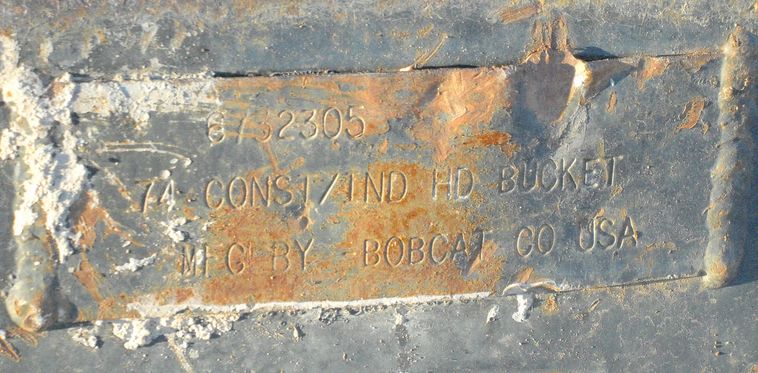 6732305
74 CONST/IND HD BUCKET
MFG BY BOBCAT CO USA